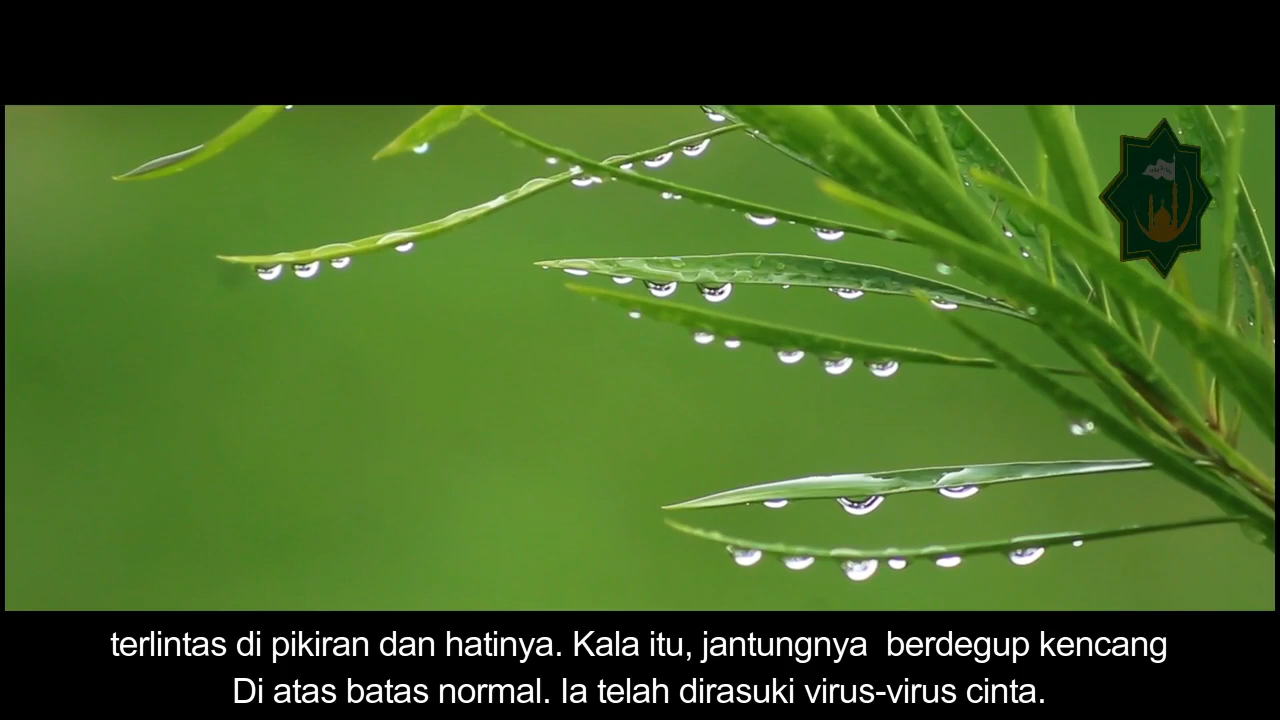 terlintas di pikiran dan hatinya. Kala itu, jantungnya  berdegup kencang
Di atas batas normal. Ia telah dirasuki virus-virus cinta.